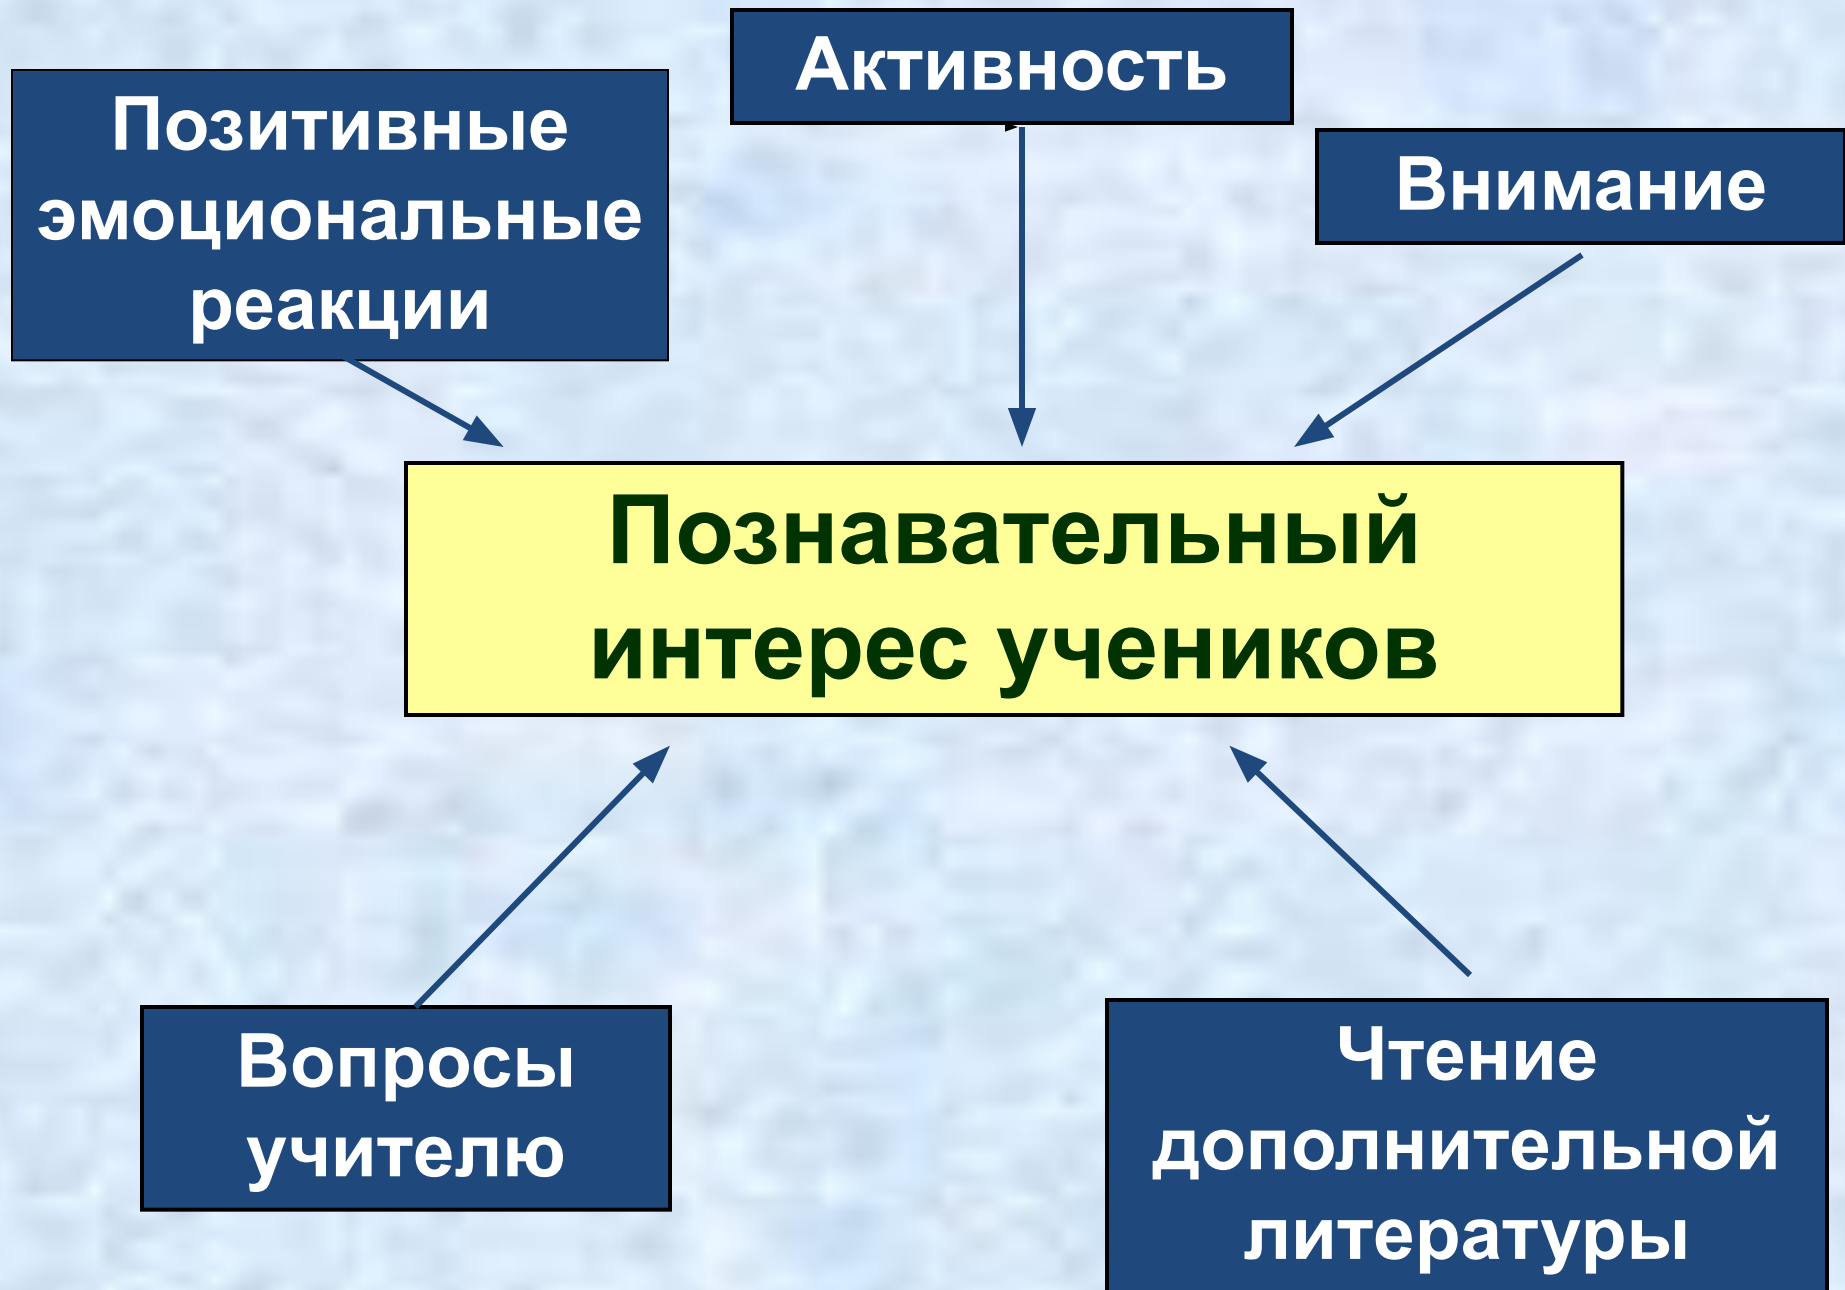 Активность
Позитивные
эмоциональные
реакции
Внимание
Познавательный
интерес учеников
Вопросы
учителю
Чтение
дополнительной
литературы